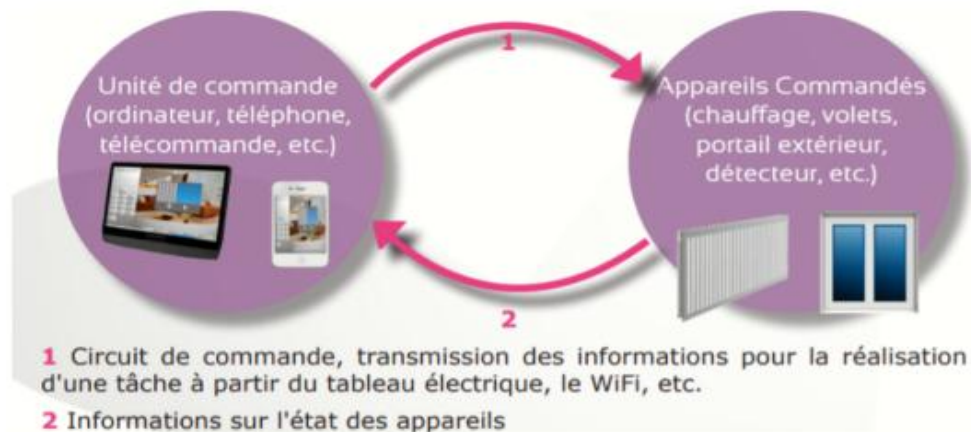 Unité de commande
(ordinateur, téléphone,
télécommande, etc.)
1
Appareils Commandés
(chauffage, volets,
portail extérieur,
détecteur, etc.)
2
1 Circuit de commande, transmission des informations pour la réalisation
d'une tâche à partir du tableau électrique, le WiFi, etc.
2 Informations sur l'état des appareils